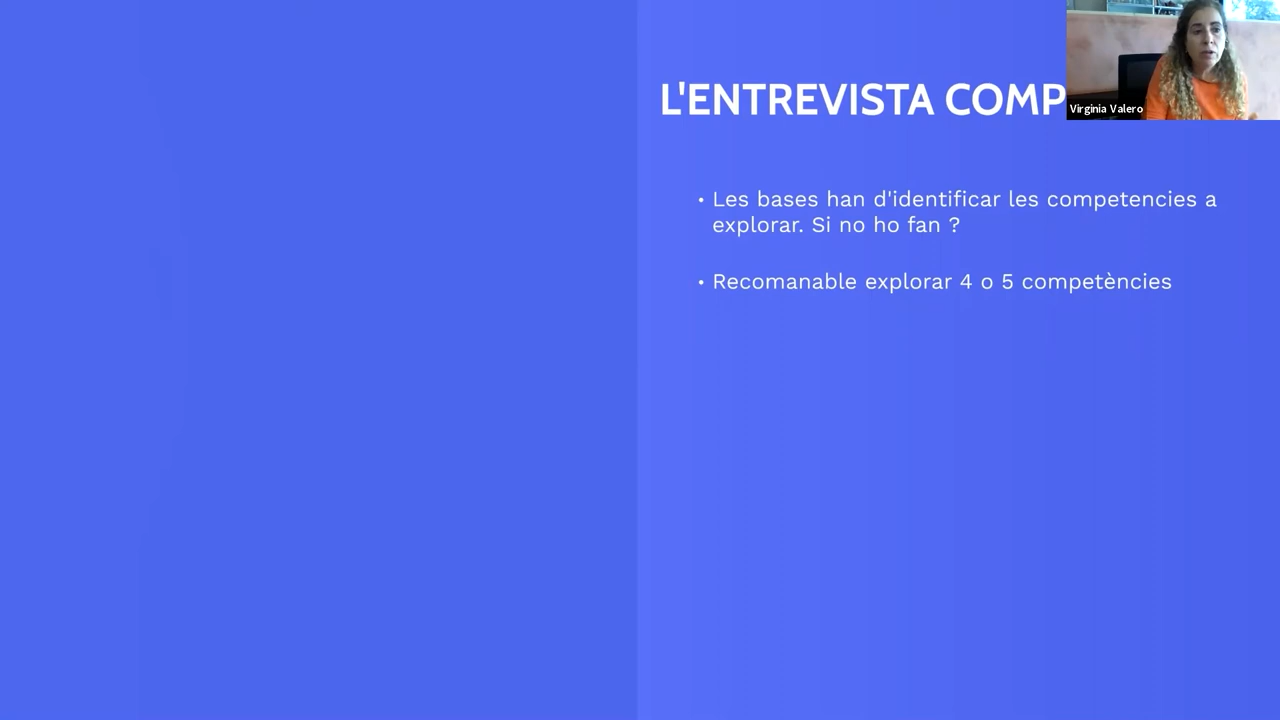 L'ENTREVISTA COMP
Virginia Valero
• Les bases han d'identificar les competencies a
explorar. Si no ho fan ?
• Recomanable explorar 4 o 5 competències